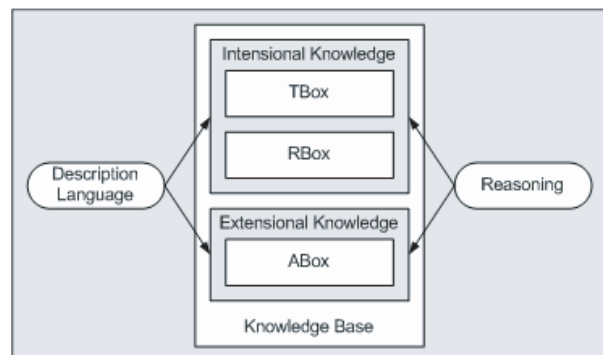 Intensional Knowledge
TBox
RBox
Description
Language
Reasoning
Extensional Knowledge
ABox
Knowledge Base